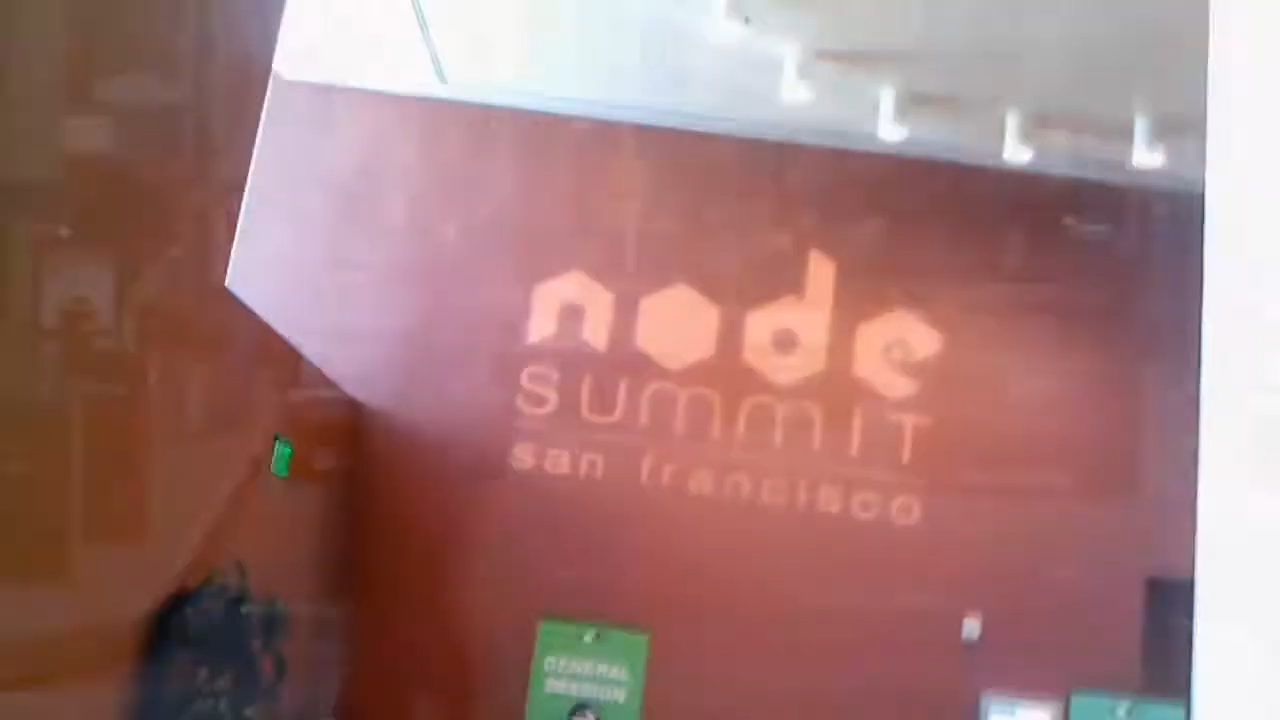 node
SUMMIT
san francisco
GENERAL
SESSION